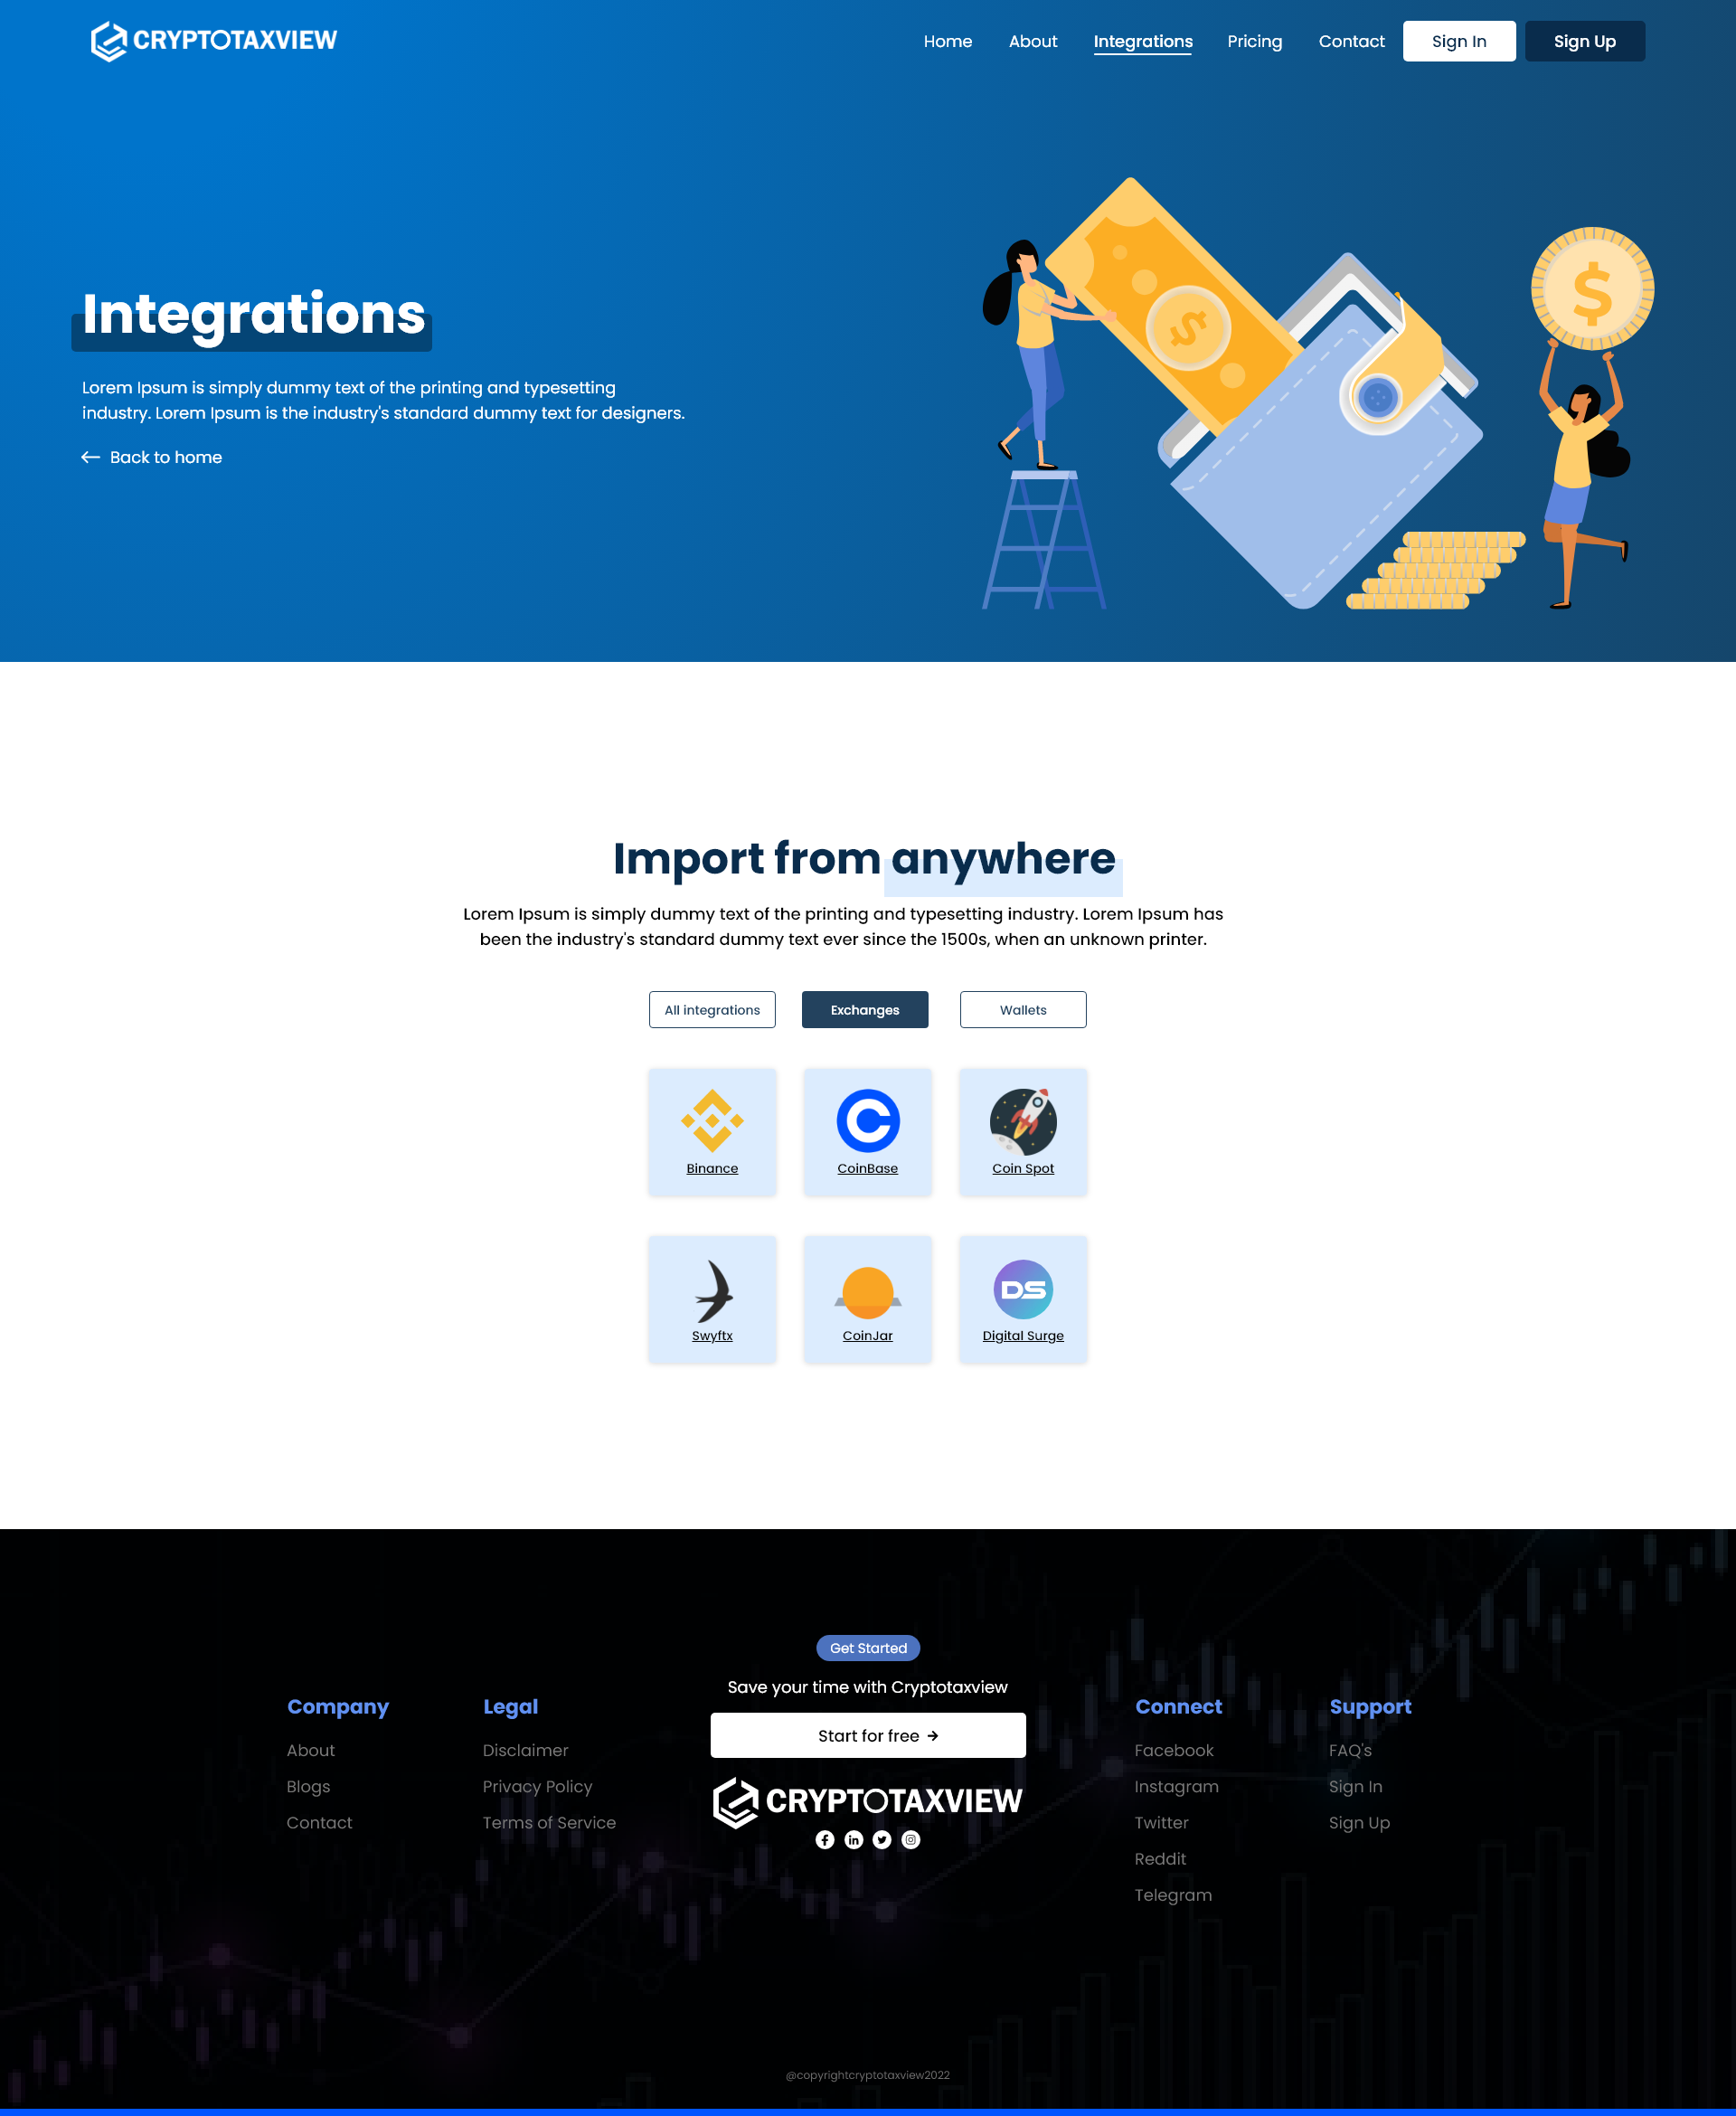 CRYPTOTAXVIEW
Home About Integrations Pricing Contact Sign In Sign Up
Integrations
Lorem Ipsum is simply dummy text of the printing and typesetting
industry. Lorem Ipsum is the industry's standard dummy text for designers.
Back to home
$
$
Import from anywhere
Lorem Ipsum is simply dummy text of the printing and typesetting industry. Lorem Ipsum has
been the industry's standard dummy text ever since the 1500s, when an unknown printer.
All integrations Exchanges Wallets
Binance CoinBase Coin Spot
DS
Swyftx CoinJar Digital Surge
Get Started
Save your time with Cryptotaxview
Start for free
CRYPTOTAXVIEW
Company
About
Blogs
Contact
Legal
Disclaimer
Privacy Policy
Terms of Service
Connect
Facebook
Instagram
Twitter
Reddit
Telegram
Support
FAQ's
Sign In
Sign Up
@copyrightcryptotaxview2022